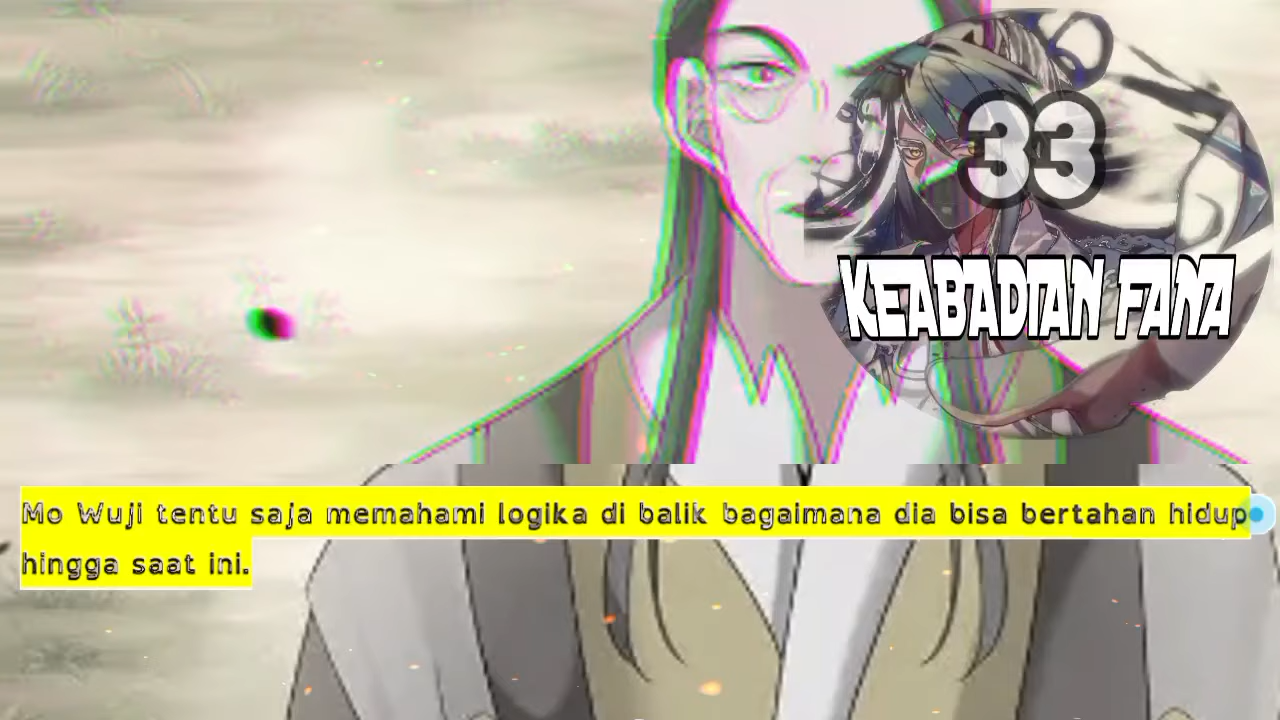 33
KEABADIAN FANA
Mo Wuji tentu saja memahami logika di balik bagaimana dia bisa bertahan hidup
hingga saat ini.